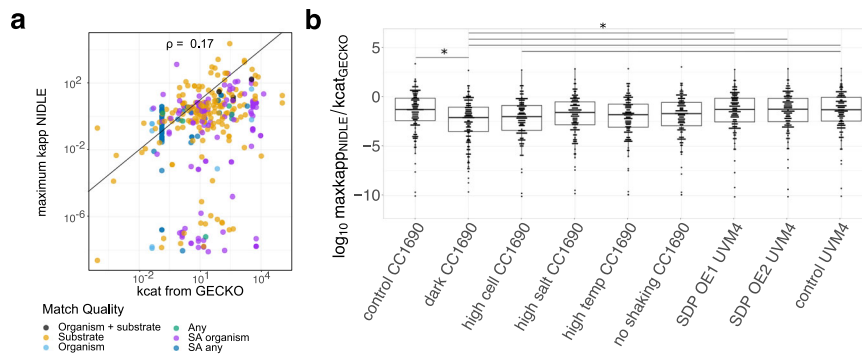 a
ρ = 0.17
maximum kapp NIDLE
10^2
10^-2
10^-6
10^-2
10^1
10^4
kcat from GECKO
Match Quality
Organism + substrate
Substrate
Organism
Any
SA organism
SA any
b
*
*
log10 maxkappNIDLE/kcatGECKO
5
0
−5
−10
control CC1690
dark CC1690
high cell CC1690
high salt CC1690
high temp CC1690
no shaking CC1690
SDP OE1 UVM4
SDP OE2 UVM4
control UVM4